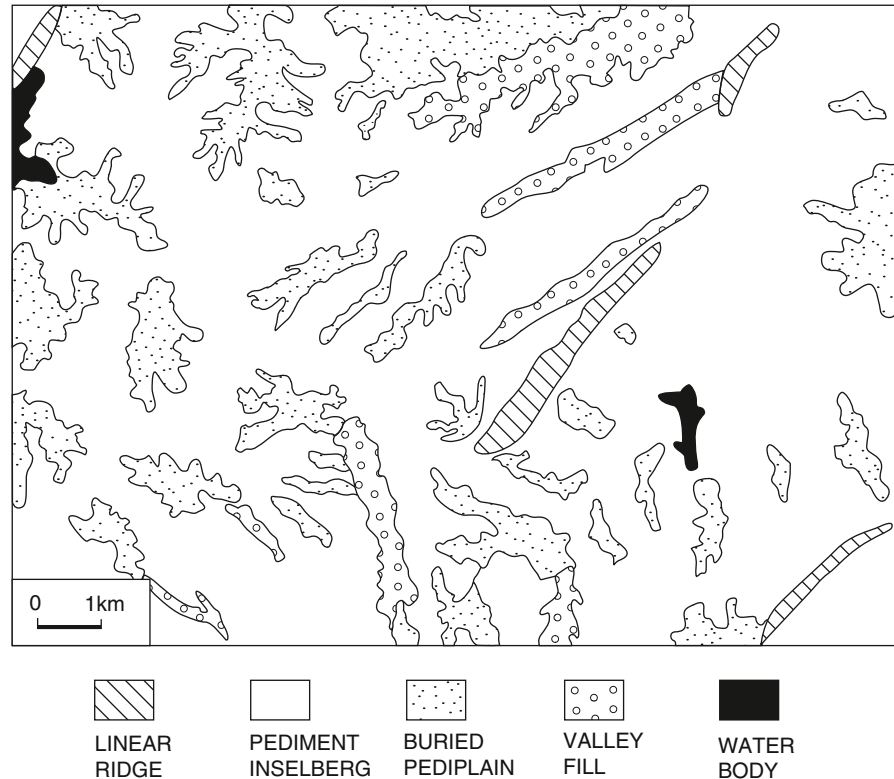 0 1km
LINEAR RIDGE
PEDIMENT INSELBERG
BURIED PEDIPLAIN
VALLEY FILL
WATER BODY